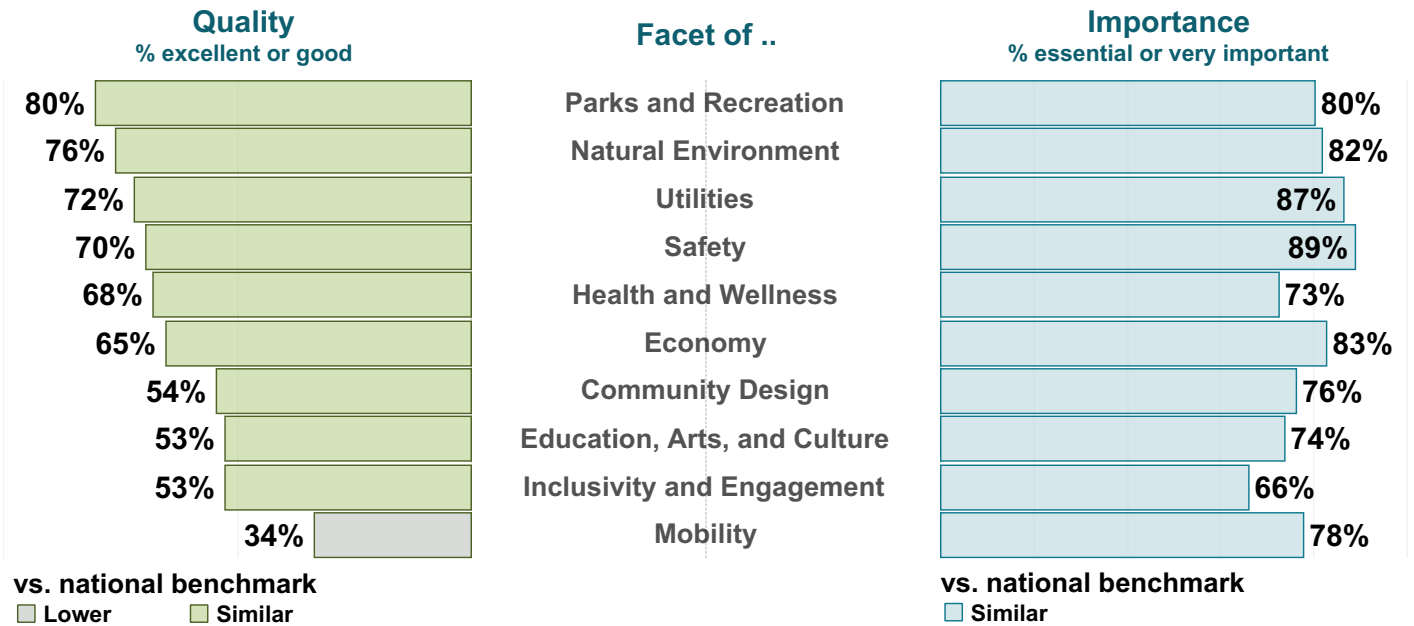 Quality
% excellent or good
Facet of ..
Importance
% essential or very important
80% Parks and Recreation 80%
76% Natural Environment 82%
72% Utilities 87%
70% Safety 89%
68% Health and Wellness 73%
65% Economy 83%
54% Community Design 76%
53% Education, Arts, and Culture 74%
53% Inclusivity and Engagement 66%
34% Mobility 78%
vs. national benchmark
Lower Similar
vs. national benchmark
Similar